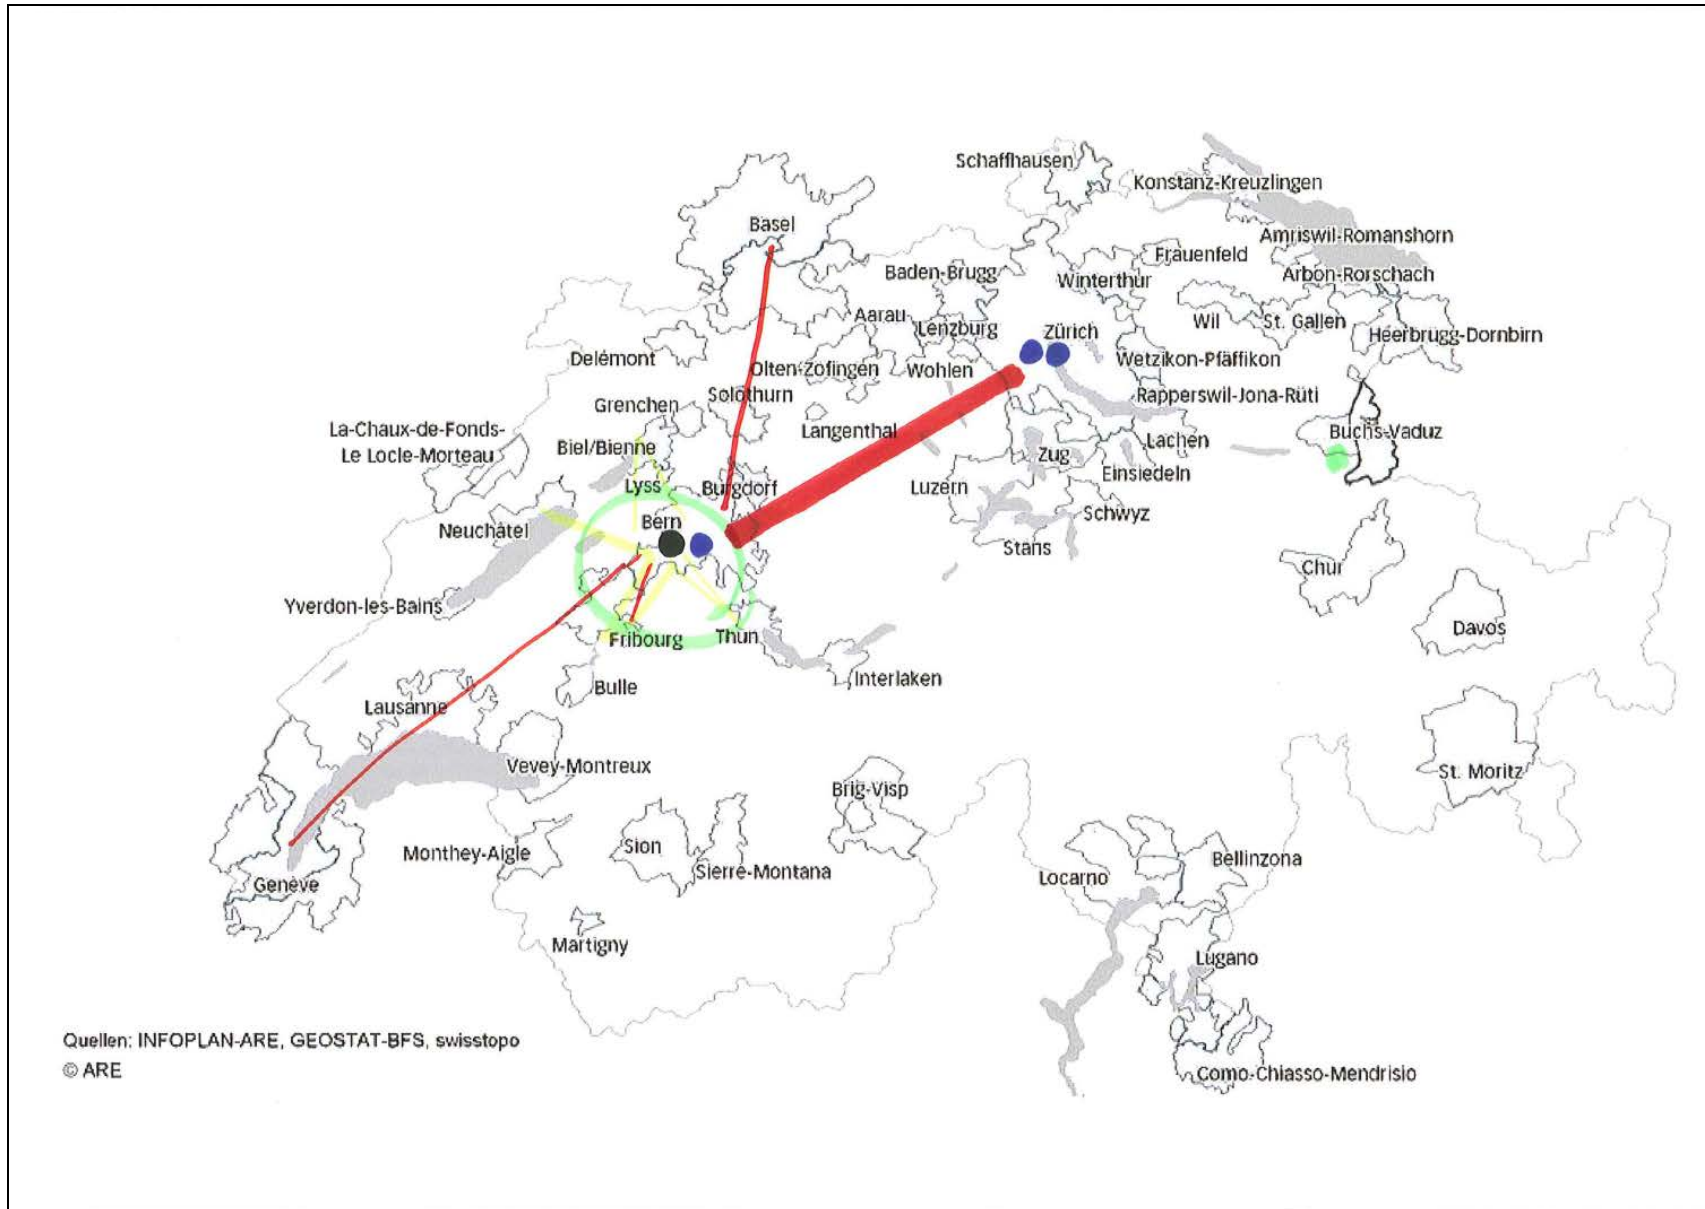 Schaffhausen
Konstanz-Kreuzlingen
Basel
Amriswil-Romanshorn
Frauenfeld
Baden-Brugg
Winterthur
Arbon-Rorschach
Aarau
Lenzburg
Zürich
Wil
St. Gallen
Heerbrugg-Dornbirn
Delémont
Olten-Zofingen
Wohlen
Wetzikon-Pfäffikon
Solothurn
Rapperswil-Jona-Rüti
Grenchen
La-Chaux-de-Fonds-
Le Locle-Morteau
Langenthal
Buchs-Vaduz
Biel/Bienne
Lachen
Zug
Einsiedeln
Lyss
Burgdorf
Luzern
Schwyz
Neuchâtel
Bern
Stans
Chur
Yverdon-les-Bains
Fribourg
Thun
Davos
Interlaken
Bulle
Lausanne
Vevey-Montreux
St. Moritz
Brig-Visp
Monthey-Aigle
Sion
Sierre-Montana
Bellinzona
Locarno
Genève
Martigny
Lugano
Quellen: INFOPLAN-ARE, GEOSTAT-BFS, swisstopo
© ARE
Como-Chiasso-Mendrisio